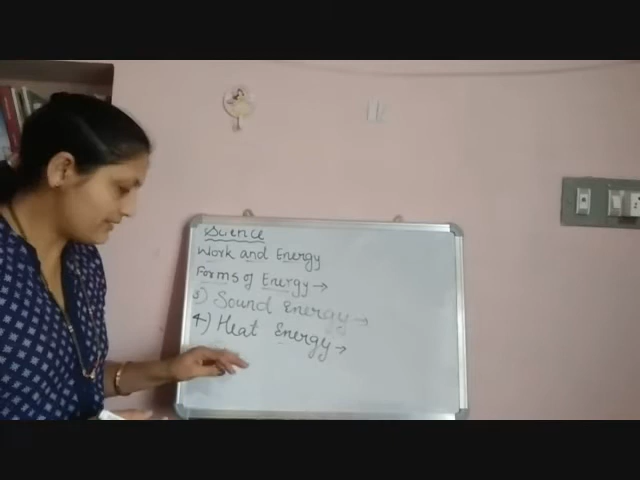 Science
Work and Energy
Forms of Energy →
3) Sound Energy →
4) Heat Energy →